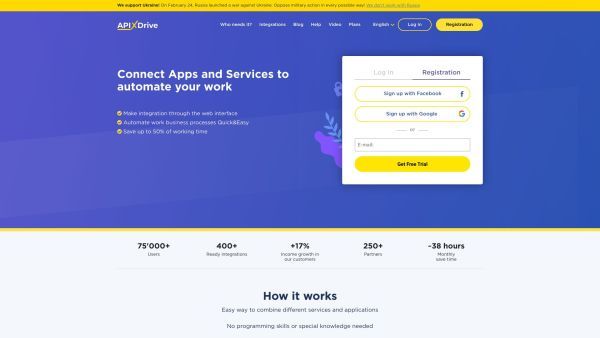 We support Ukraine! On February 24, Russia launched a war against Ukraine. Oppose military action in every possible way! We don't work with Russia
APIXDrive
Who needs it? Integrations Blog Help Video Plans English Log In Registration
Connect Apps and Services to
automate your work
Make integration through the web interface
Automate work business processes Quick&Easy
Save up to 50% of working time
Log In Registration
Sign up with Facebook
Sign up with Google
or
E-mail:
Get Free Trial
75'000+ 400+ +17% 250+ ~38 hours
Users Ready integrations Income growth in Partners Monthly
our customers save time
How it works
Easy way to combine different services and applications
No programming skills or special knowledge needed